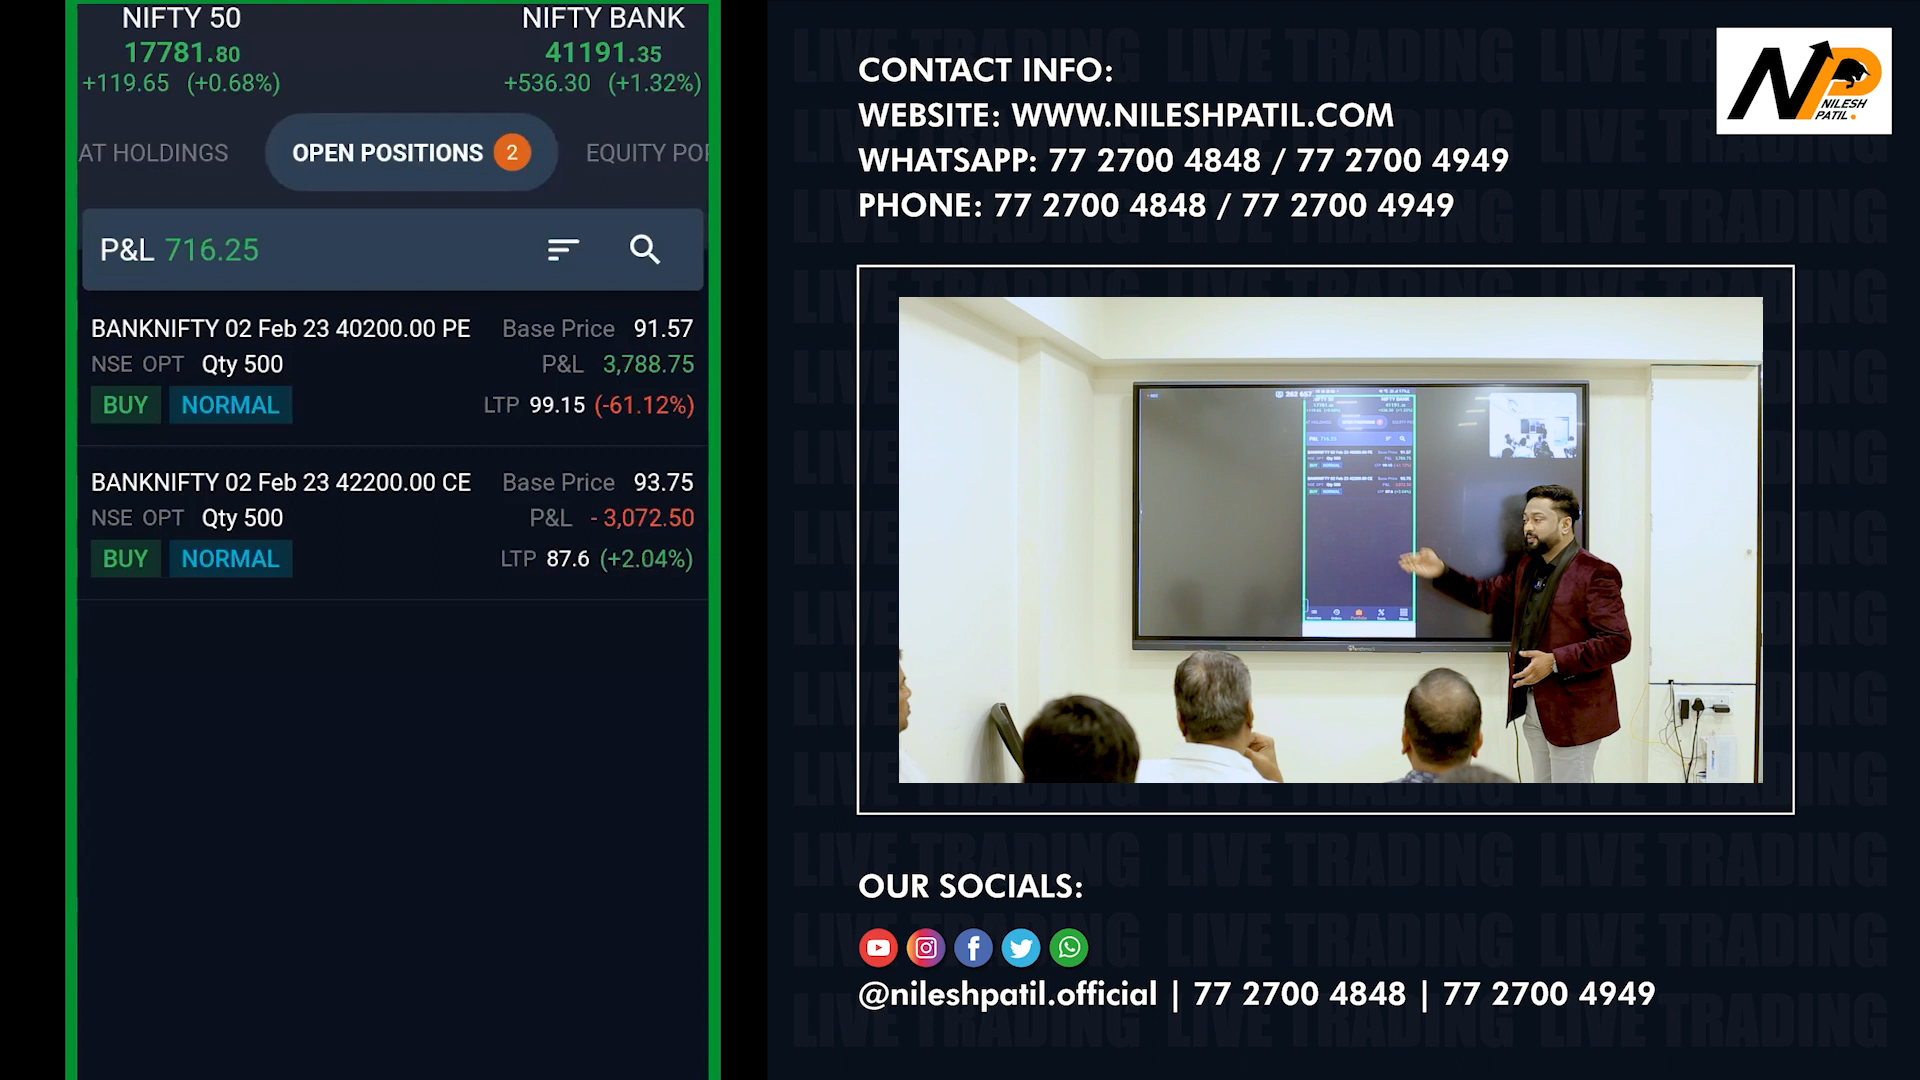 NIFTY 50
17781.80
+119.65 (+0.68%)
NIFTY BANK
41191.35
+536.30 (+1.32%)
AT HOLDINGS
OPEN POSITIONS 2
EQUITY POR
P&L 716.25
BANKNIFTY 02 Feb 23 40200.00 PE Base Price 91.57
NSE OPT Qty 500 P&L 3,788.75
BUY NORMAL LTP 99.15 (-61.12%)
BANKNIFTY 02 Feb 23 42200.00 CE Base Price 93.75
NSE OPT Qty 500 P&L - 3,072.50
BUY NORMAL LTP 87.6 (+2.04%)
CONTACT INFO:
WEBSITE: WWW.NILESHPATIL.COM
WHATSAPP: 77 2700 4848 / 77 2700 4949
PHONE: 77 2700 4848 / 77 2700 4949
NP
NILESH
PATIL.
LIVE TRADING
OUR SOCIALS:
@nileshpatil.official | 77 2700 4848 | 77 2700 4949